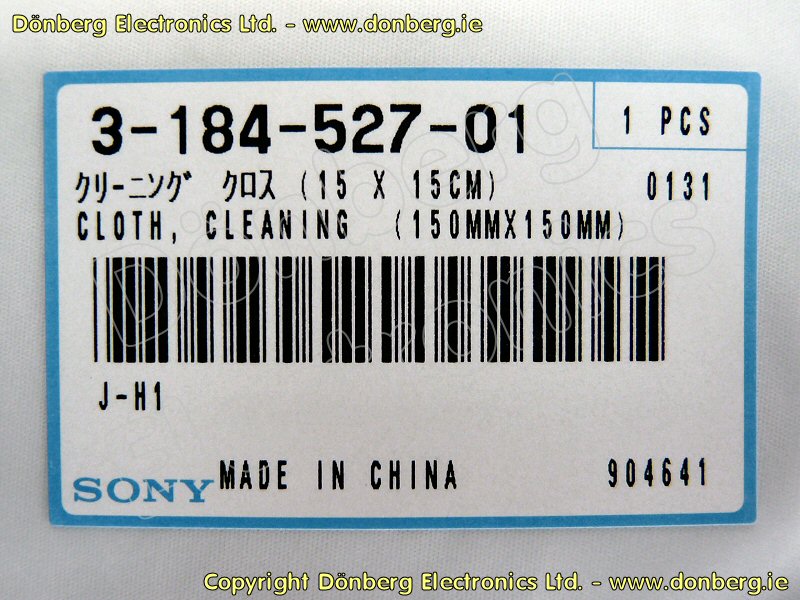 Dönberg Electronics Ltd. - www.donberg.ie
3-184-527-01
1 PCS
ｸﾘｰﾆﾝｸﾞ ｸﾛｽ (15 X 15CM) 0131
CLOTH, CLEANING (150MMX150MM)
J-H1
SONY MADE IN CHINA 904641
Dönberg
Electronics
Copyright Dönberg Electronics Ltd. - www.donberg.ie